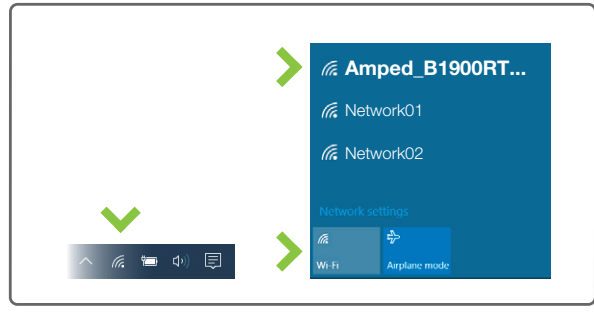 Amped_B1900RT...
Network01
Network02
Network settings
Wi-Fi
Airplane mode